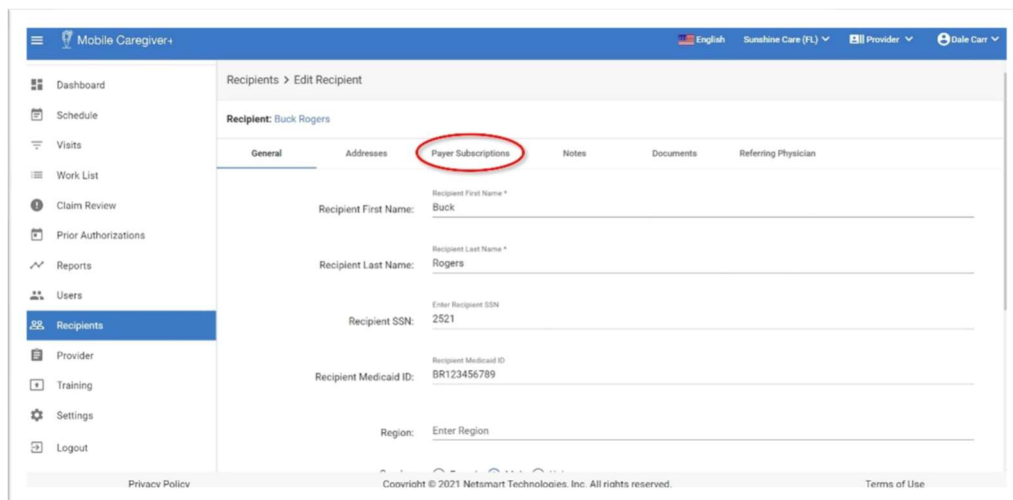 Mobile Caregiver+
English Sunshine Care (FL) Provider Dale Carr
Dashboard
Schedule
Visits
Work List
Claim Review
Prior Authorizations
Reports
Users
Recipients
Provider
Training
Settings
Logout
Recipients > Edit Recipient
Recipient: Buck Rogers
General Addresses Payer Subscriptions Notes Documents Referring Physician
Recipient First Name *
Recipient First Name: Buck
Recipient Last Name *
Recipient Last Name: Rogers
Enter Recipient SSN
Recipient SSN: 2521
Recipient Medicaid ID
Recipient Medicaid ID: BR123456789
Region: Enter Region
Privacy Policy Copyright © 2021 Netsmart Technologies, Inc. All rights reserved. Terms of Use